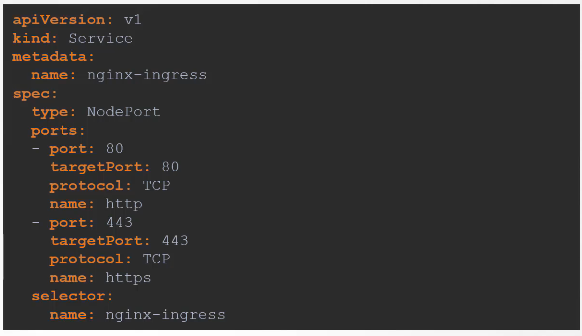 apiVersion: v1
kind: Service
metadata:
  name: nginx-ingress
spec:
  type: NodePort
  ports:
  - port: 80
    targetPort: 80
    protocol: TCP
    name: http
  - port: 443
    targetPort: 443
    protocol: TCP
    name: https
  selector:
    name: nginx-ingress